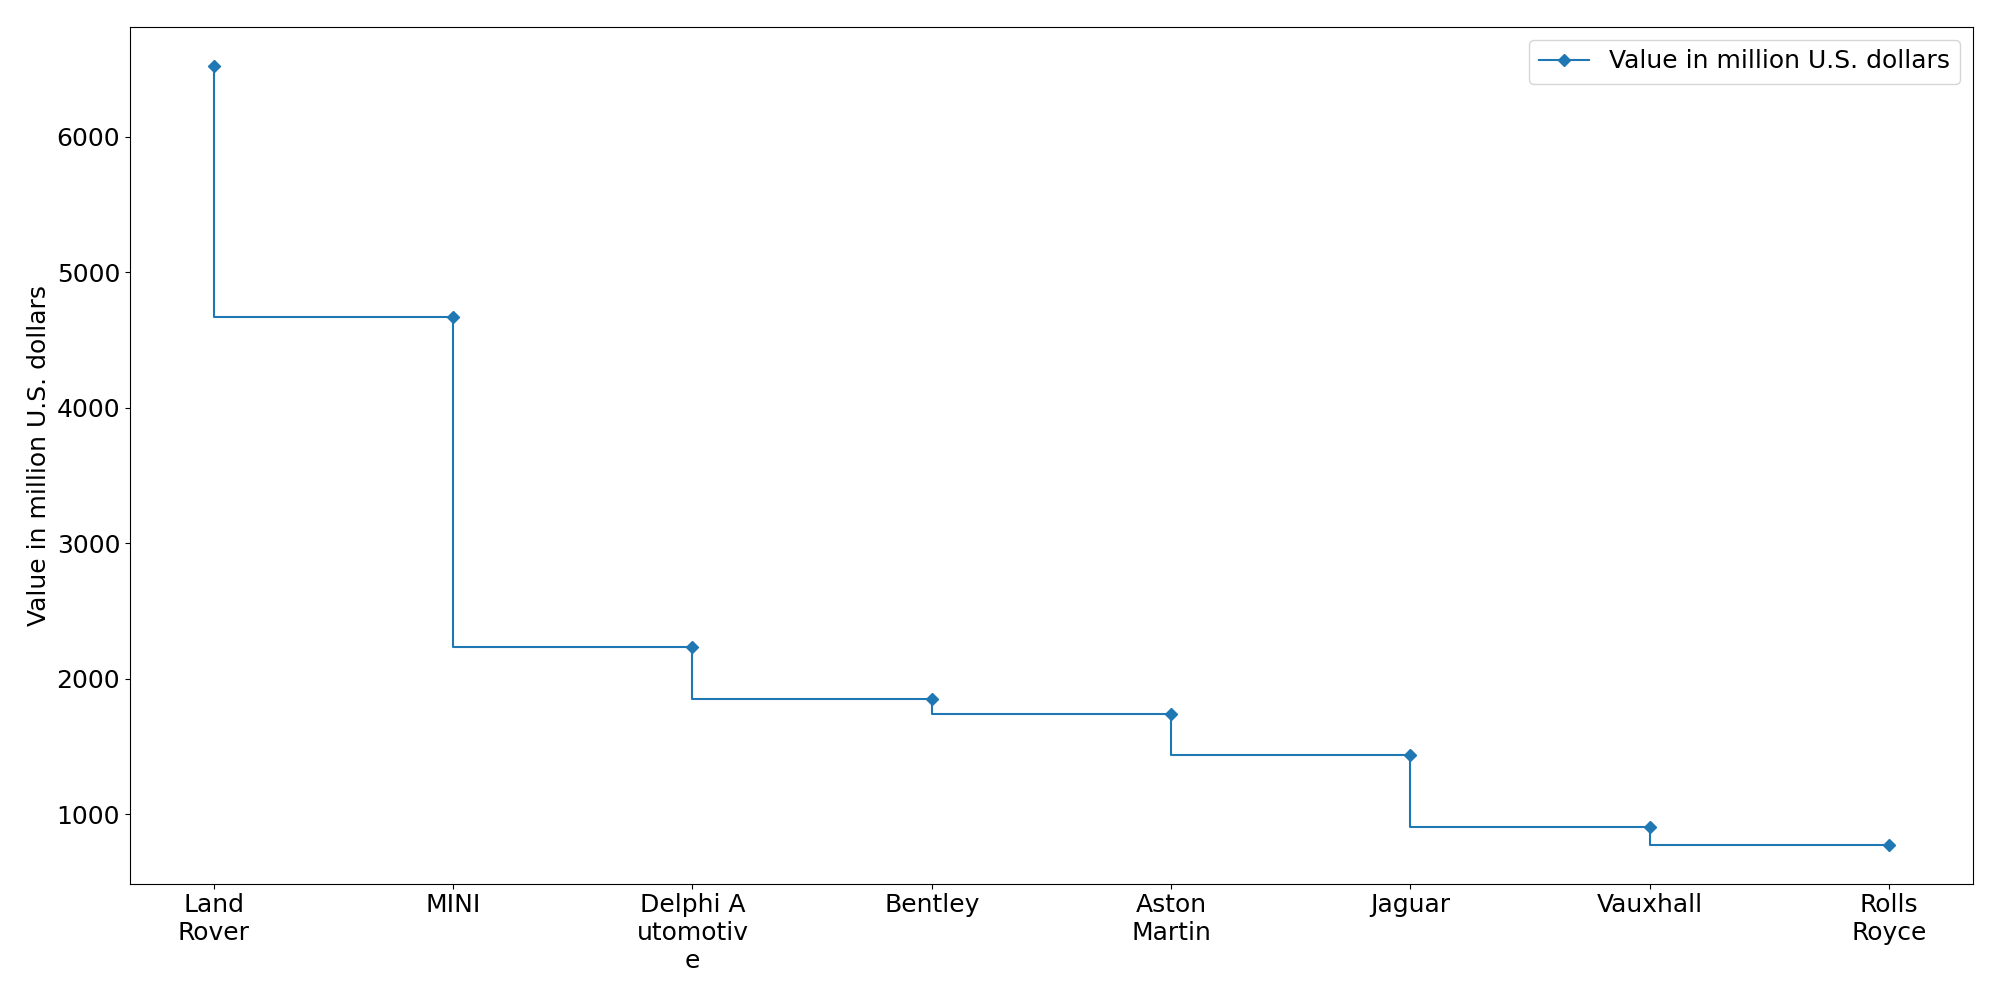 Value in million U.S. dollars
Value in million U.S. dollars
6000
5000
4000
3000
2000
1000
Land
Rover
MINI
Delphi A
utomotiv
e
Bentley
Aston
Martin
Jaguar
Vauxhall
Rolls
Royce